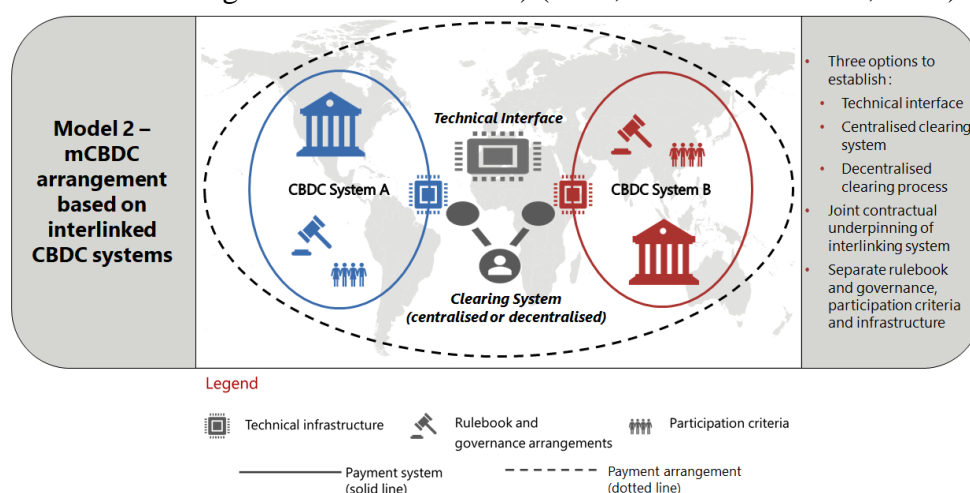 Model 2 –
mCBDC
arrangement
based on
interlinked
CBDC systems
Technical Interface
CBDC System A
CBDC System B
Clearing System
(centralised or decentralised)
• Three options to
establish:
• Technical interface
• Centralised clearing
system
• Decentralised
clearing process
• Joint contractual
underpinning of
interlinking system
• Separate rulebook
and governance,
participation criteria
and infrastructure
Legend
Technical infrastructure
Rulebook and
governance arrangements
Participation criteria
Payment system
(solid line)
Payment arrangement
(dotted line)